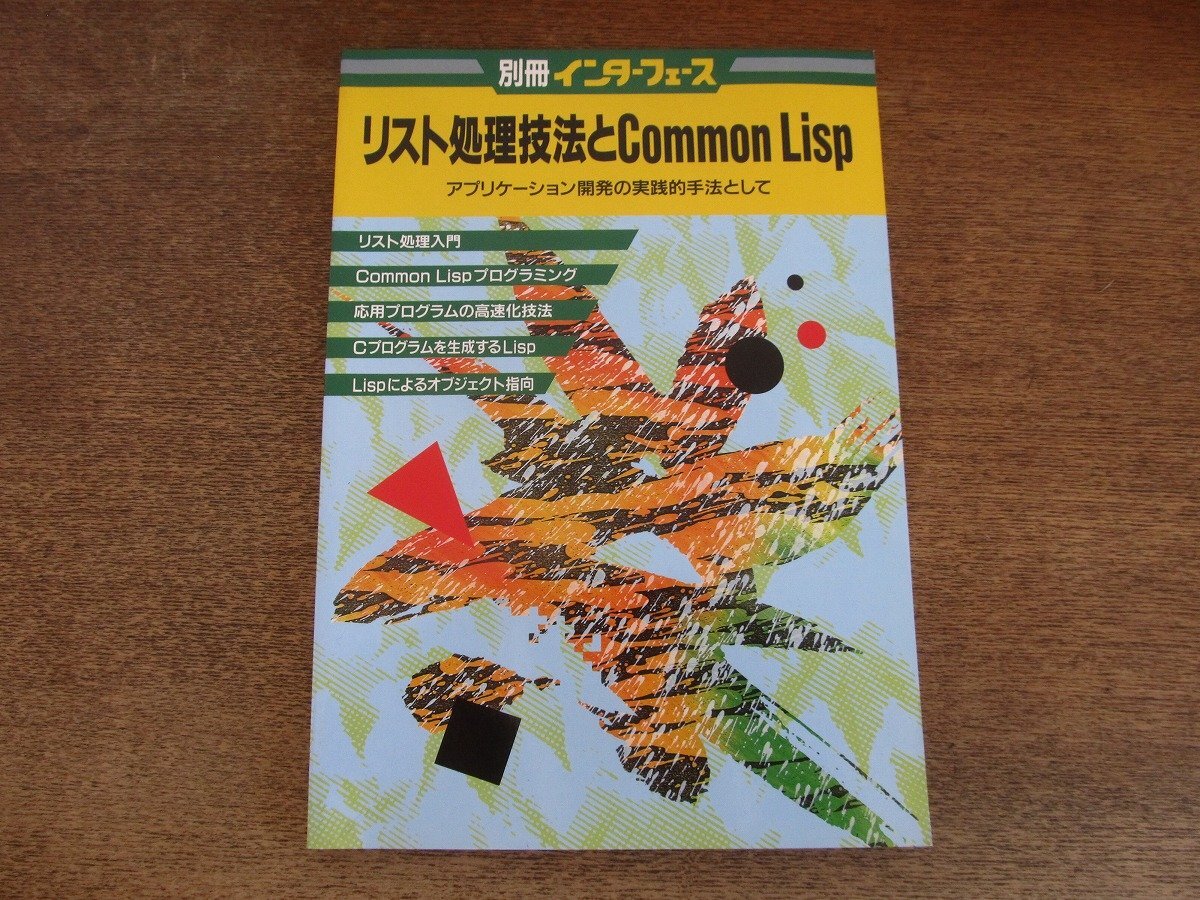 別冊 インターフェース
リスト処理技法とCommon Lisp
アプリケーション開発の実践的手法として
リスト処理入門
Common Lispプログラミング
応用プログラムの高速化技法
Cプログラムを生成するLisp
Lispによるオブジェクト指向